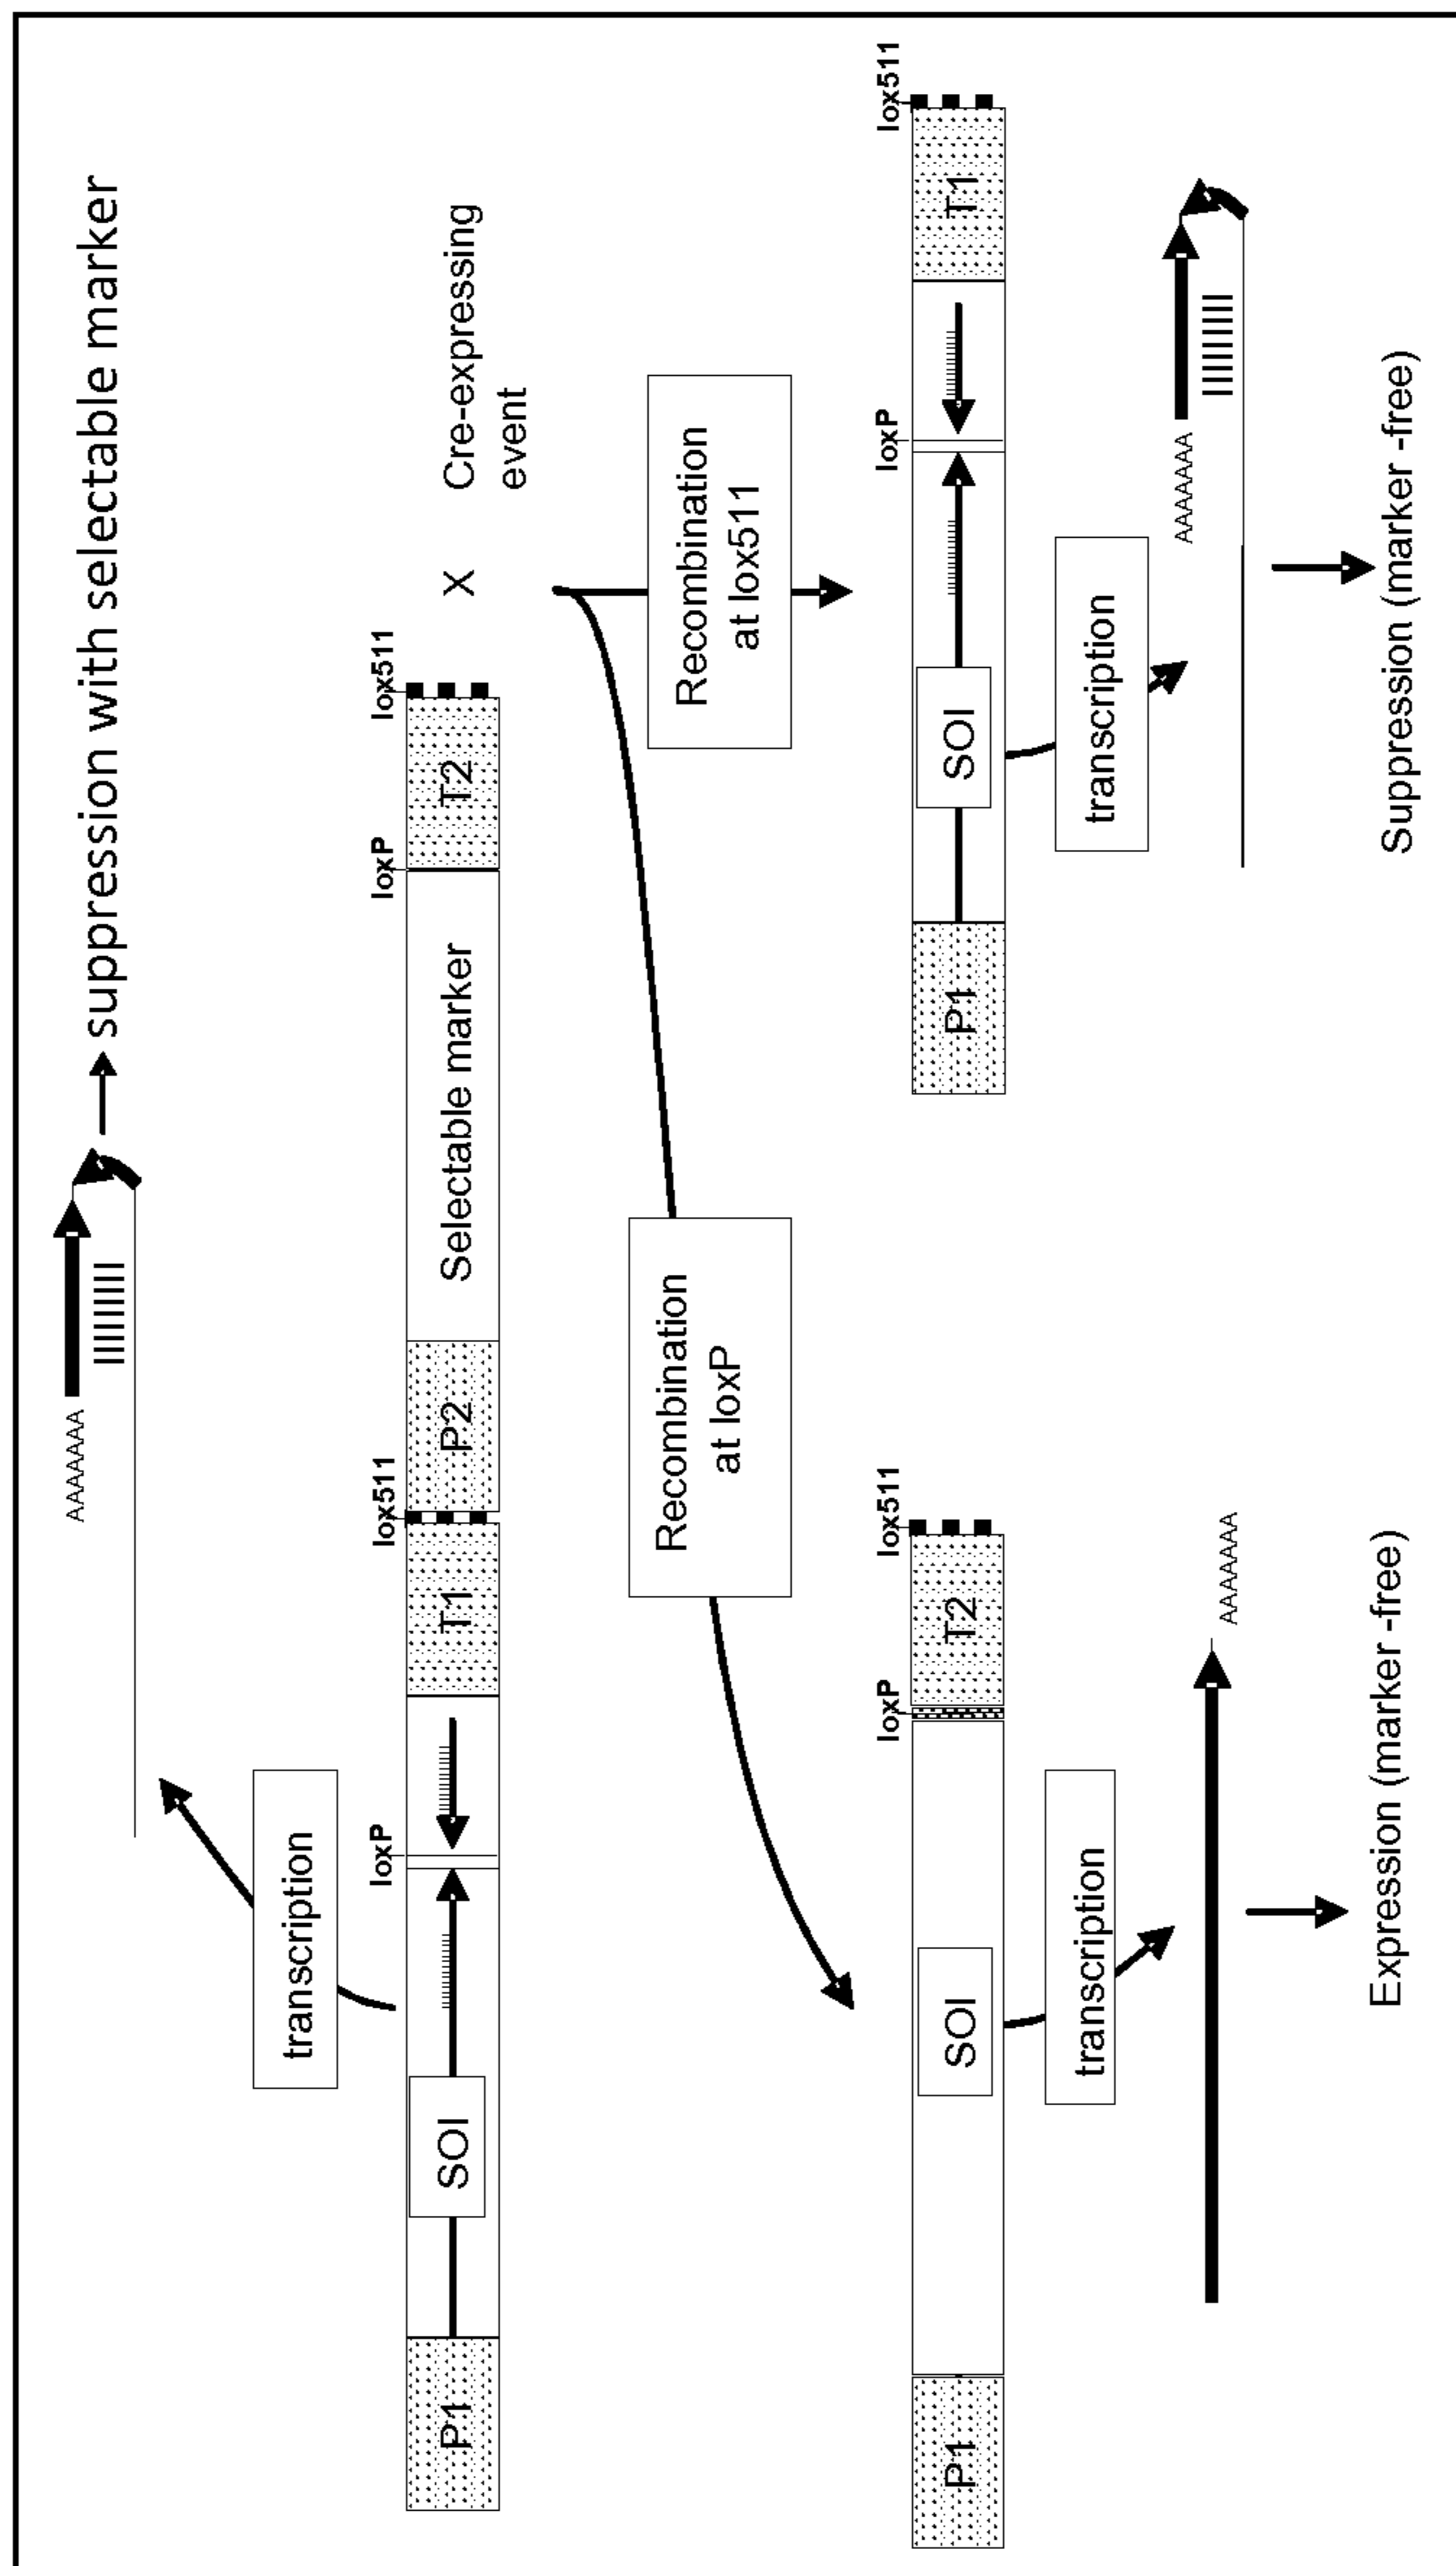 AAAAAAA
suppression with selectable marker
transcription
loxP
lox511
loxP
lox511
P1
SOI
T1
P2
Selectable marker
T2
X
Cre-expressing
event
Recombination
at loxP
Recombination
at lox511
loxP
lox511
P1
SOI
T2
transcription
AAAAAAA
Expression (marker -free)
loxP
lox511
P1
SOI
T1
transcription
AAAAAAA
Suppression (marker -free)